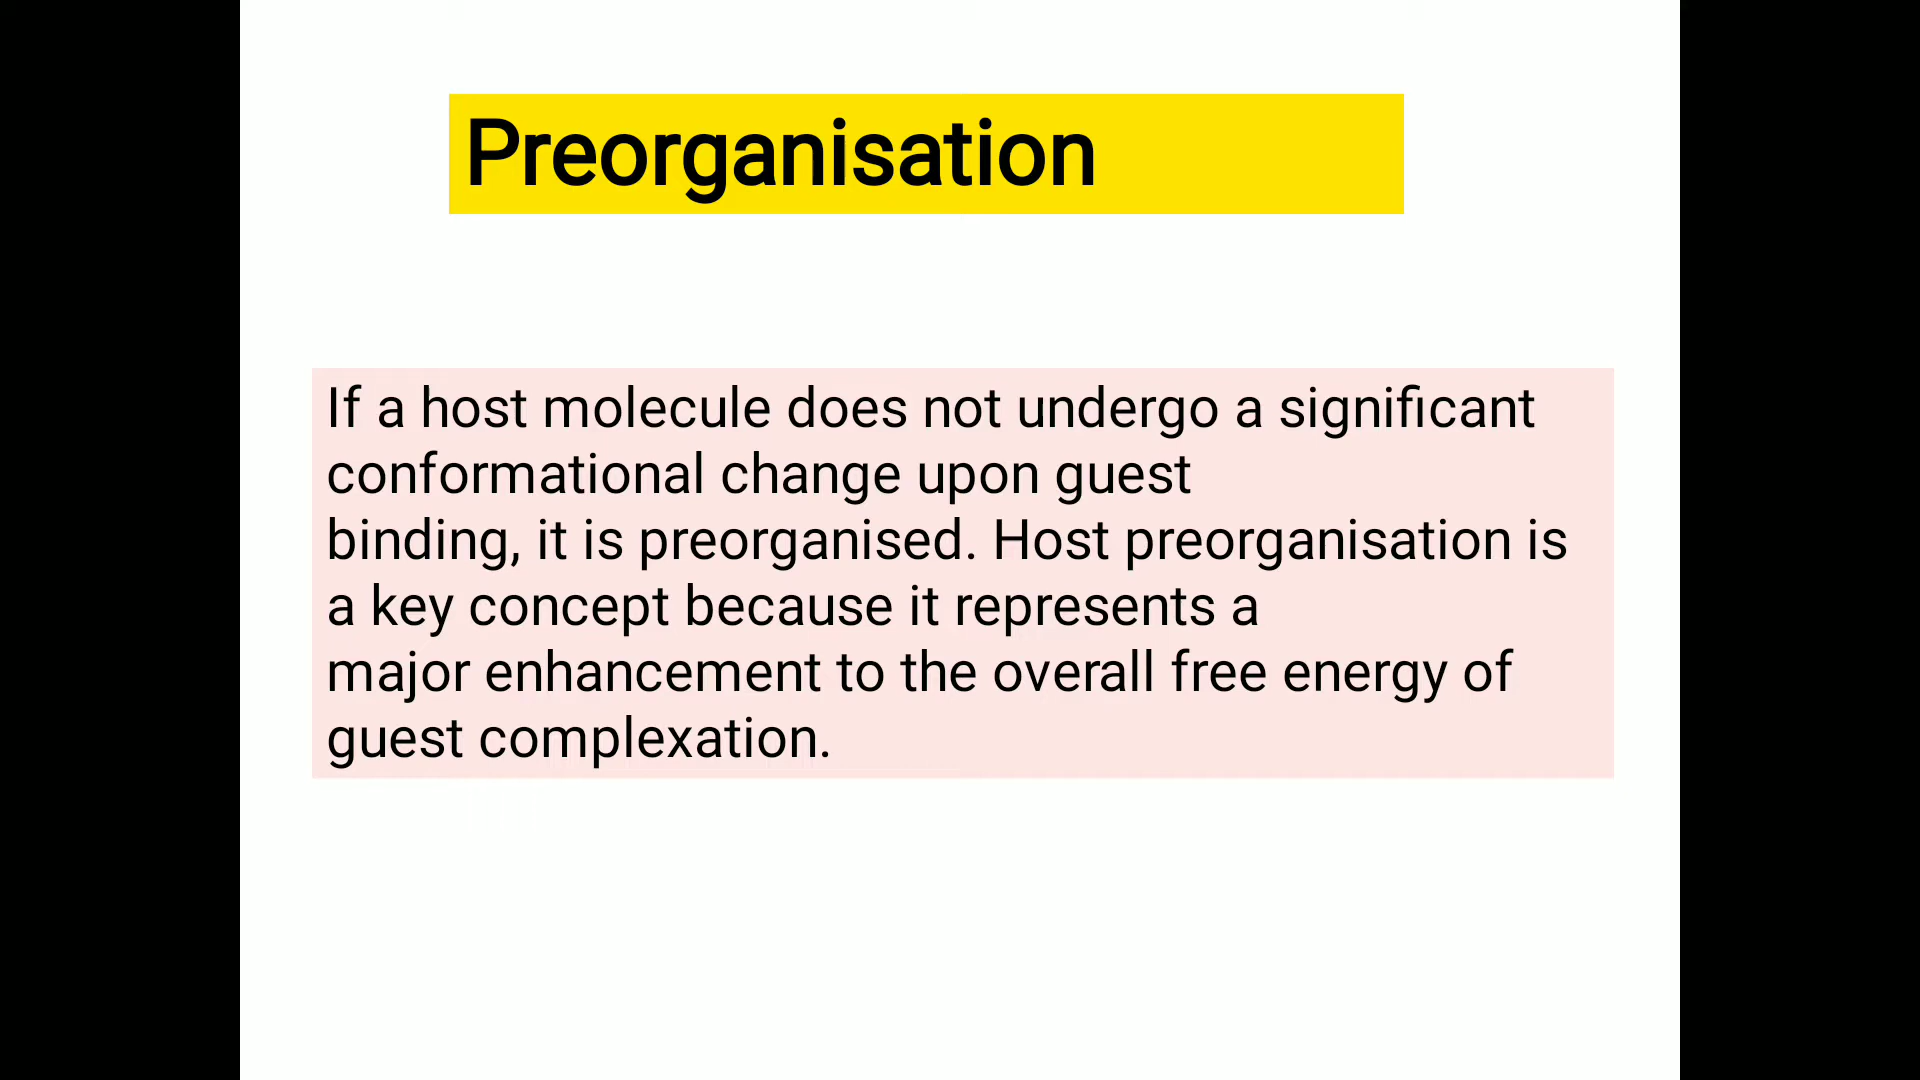 Preorganisation
If a host molecule does not undergo a significant
conformational change upon guest
binding, it is preorganised. Host preorganisation is
a key concept because it represents a
major enhancement to the overall free energy of
guest complexation.